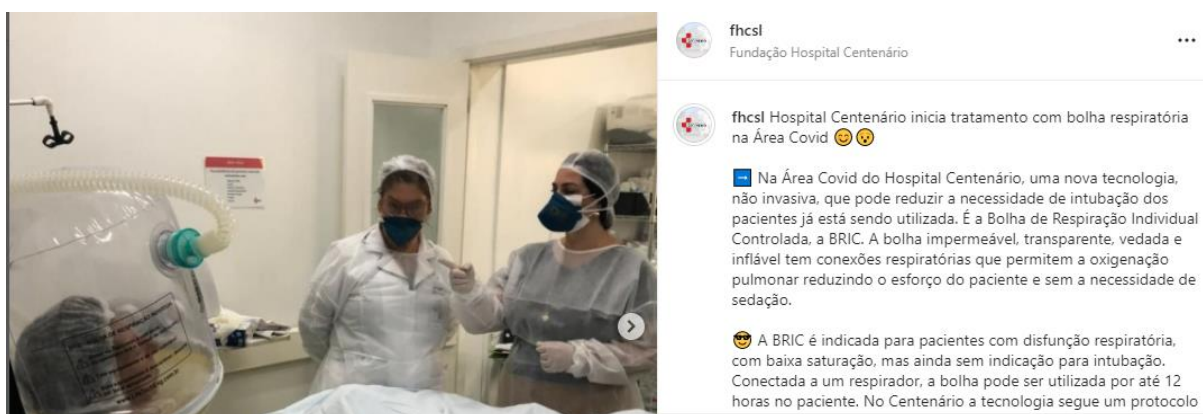 fhcsl
Fundação Hospital Centenário
fhcsl Hospital Centenário inicia tratamento com bolha respiratória
na Área Covid 😊😮
➡️ Na Área Covid do Hospital Centenário, uma nova tecnologia,
não invasiva, que pode reduzir a necessidade de intubação dos
pacientes já está sendo utilizada. É a Bolha de Respiração Individual
Controlada, a BRIC. A bolha impermeável, transparente, vedada e
inflável tem conexões respiratórias que permitem a oxigenação
pulmonar reduzindo o esforço do paciente e sem a necessidade de
sedação.
😎 A BRIC é indicada para pacientes com disfunção respiratória,
com baixa saturação, mas ainda sem indicação para intubação.
Conectada a um respirador, a bolha pode ser utilizada por até 12
horas no paciente. No Centenário a tecnologia segue um protocolo